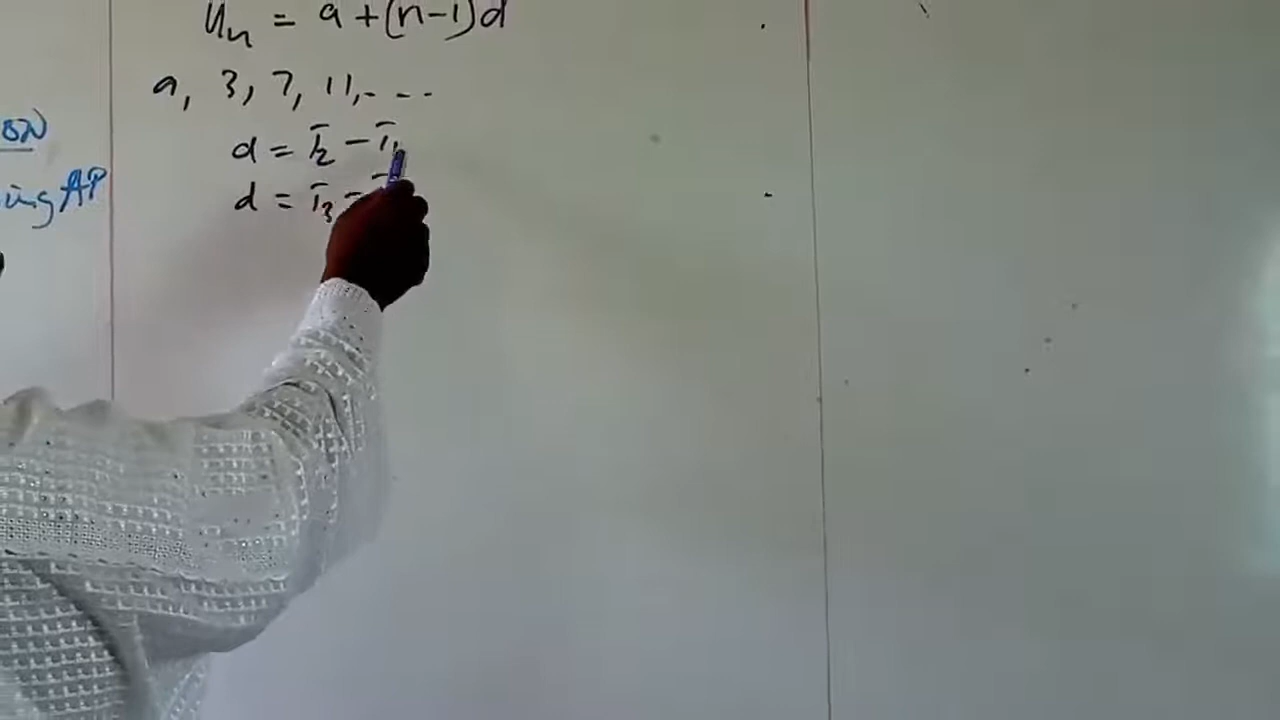 Un = a + (n-1)d
a, 3, 7, 11, - - -
d = T2 - T1
d = T3 -
AP